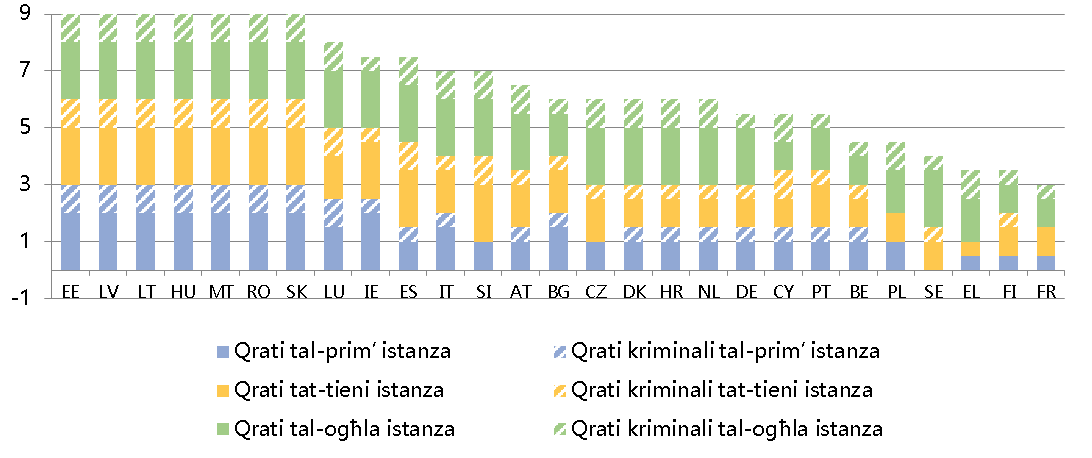 9
7
5
3
1
-1
EE LV LT HU MT RO SK LU IE ES IT SI AT BG CZ DK HR NL DE CY PT BE PL SE EL FI FR
Qrati tal-prim’ istanza Qrati kriminali tal-prim’ istanza
Qrati tat-tieni istanza Qrati kriminali tat-tieni istanza
Qrati tal-ogħla istanza Qrati kriminali tal-ogħla istanza